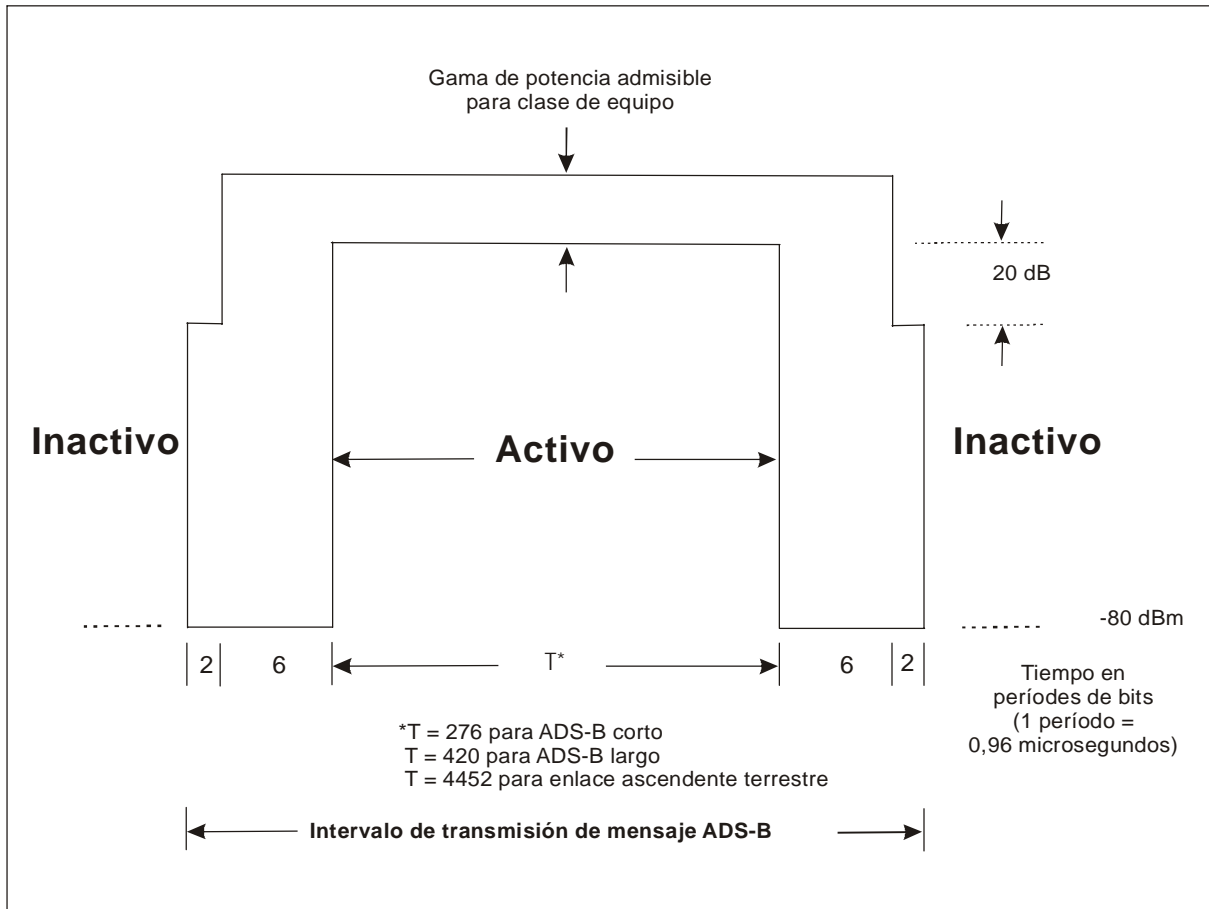 Gama de potencia admisible
para clase de equipo
20 dB
Inactivo
Activo
Inactivo
-80 dBm
2
6
T*
6
2
Tiempo en
períodes de bits
(1 período =
0,96 microsegundos)
*T = 276 para ADS-B corto
T = 420 para ADS-B largo
T = 4452 para enlace ascendente terrestre
Intervalo de transmisión de mensaje ADS-B